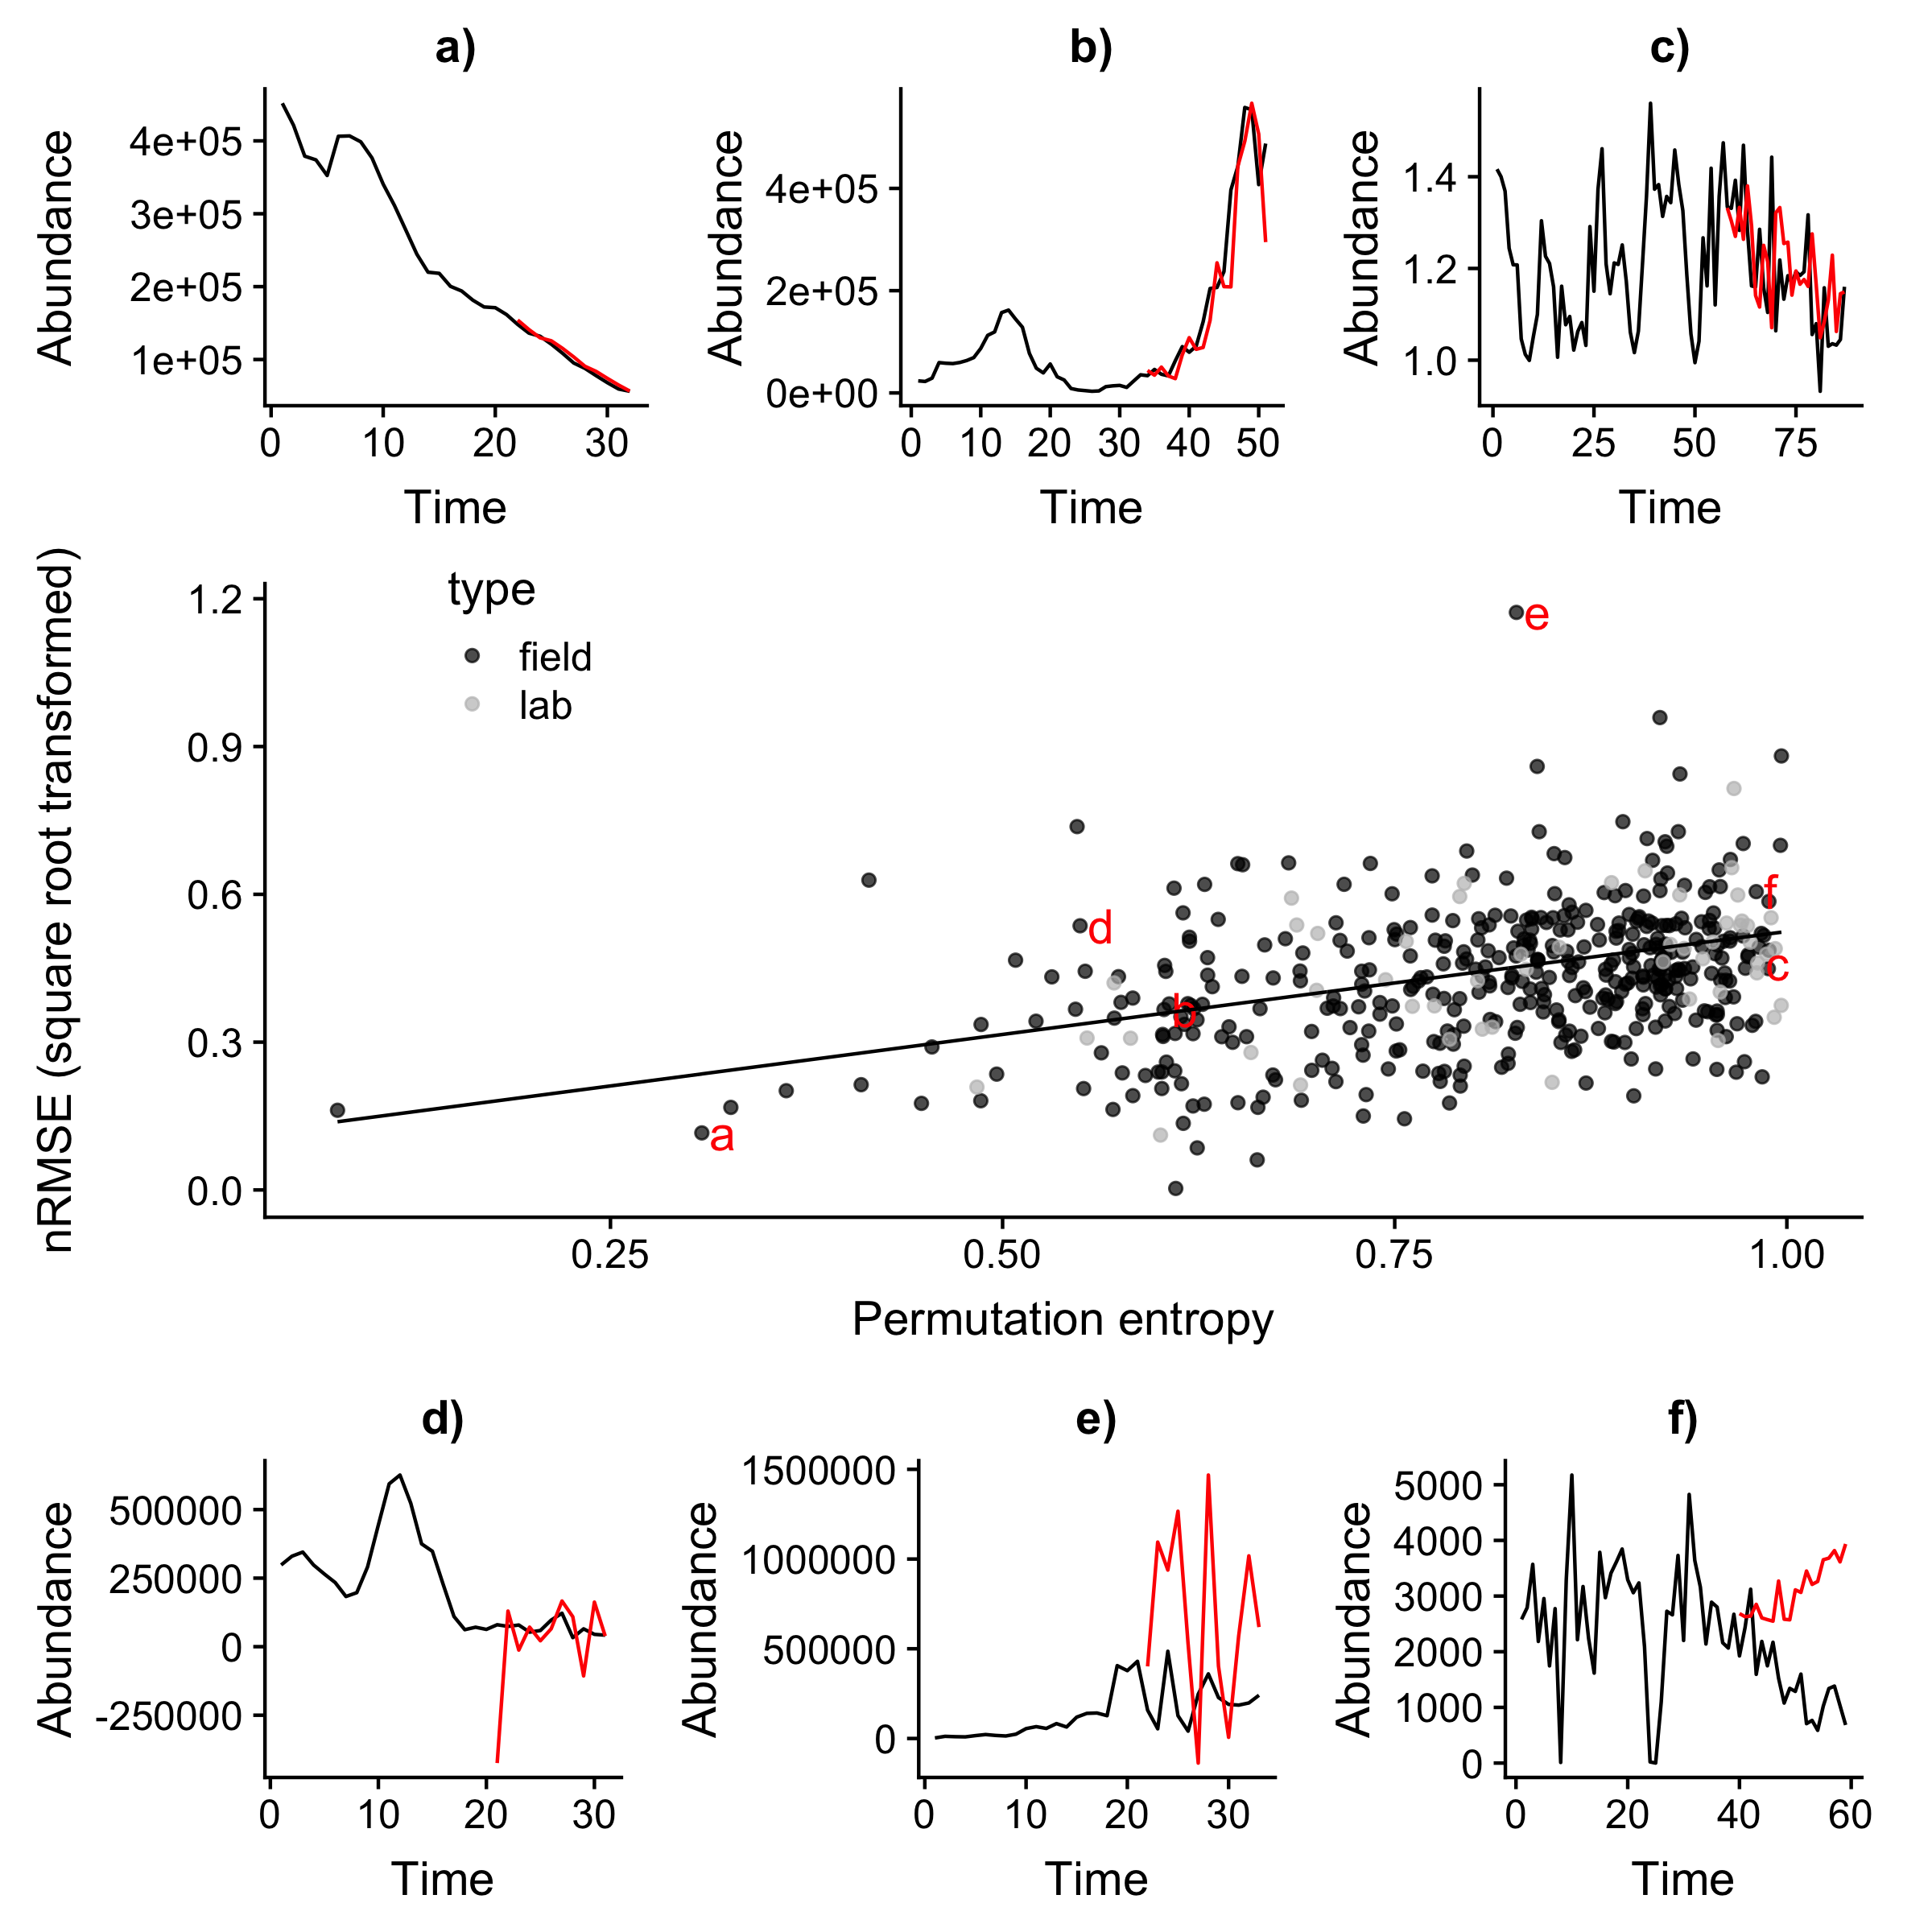 a)
b)
c)
Abundance
4e+05
3e+05
2e+05
1e+05
0 10 20 30
Time
Abundance
4e+05
2e+05
0e+00
0 10 20 30 40 50
Time
Abundance
1.4
1.2
1.0
0 25 50 75
Time
nRMSE (square root transformed)
1.2
0.9
0.6
0.3
0.0
type
field
lab
e
d
f
b
c
a
0.25 0.50 0.75 1.00
Permutation entropy
d)
e)
f)
Abundance
500000
250000
0
-250000
0 10 20 30
Time
Abundance
1500000
1000000
500000
0
0 10 20 30
Time
Abundance
5000
4000
3000
2000
1000
0
0 20 40 60
Time